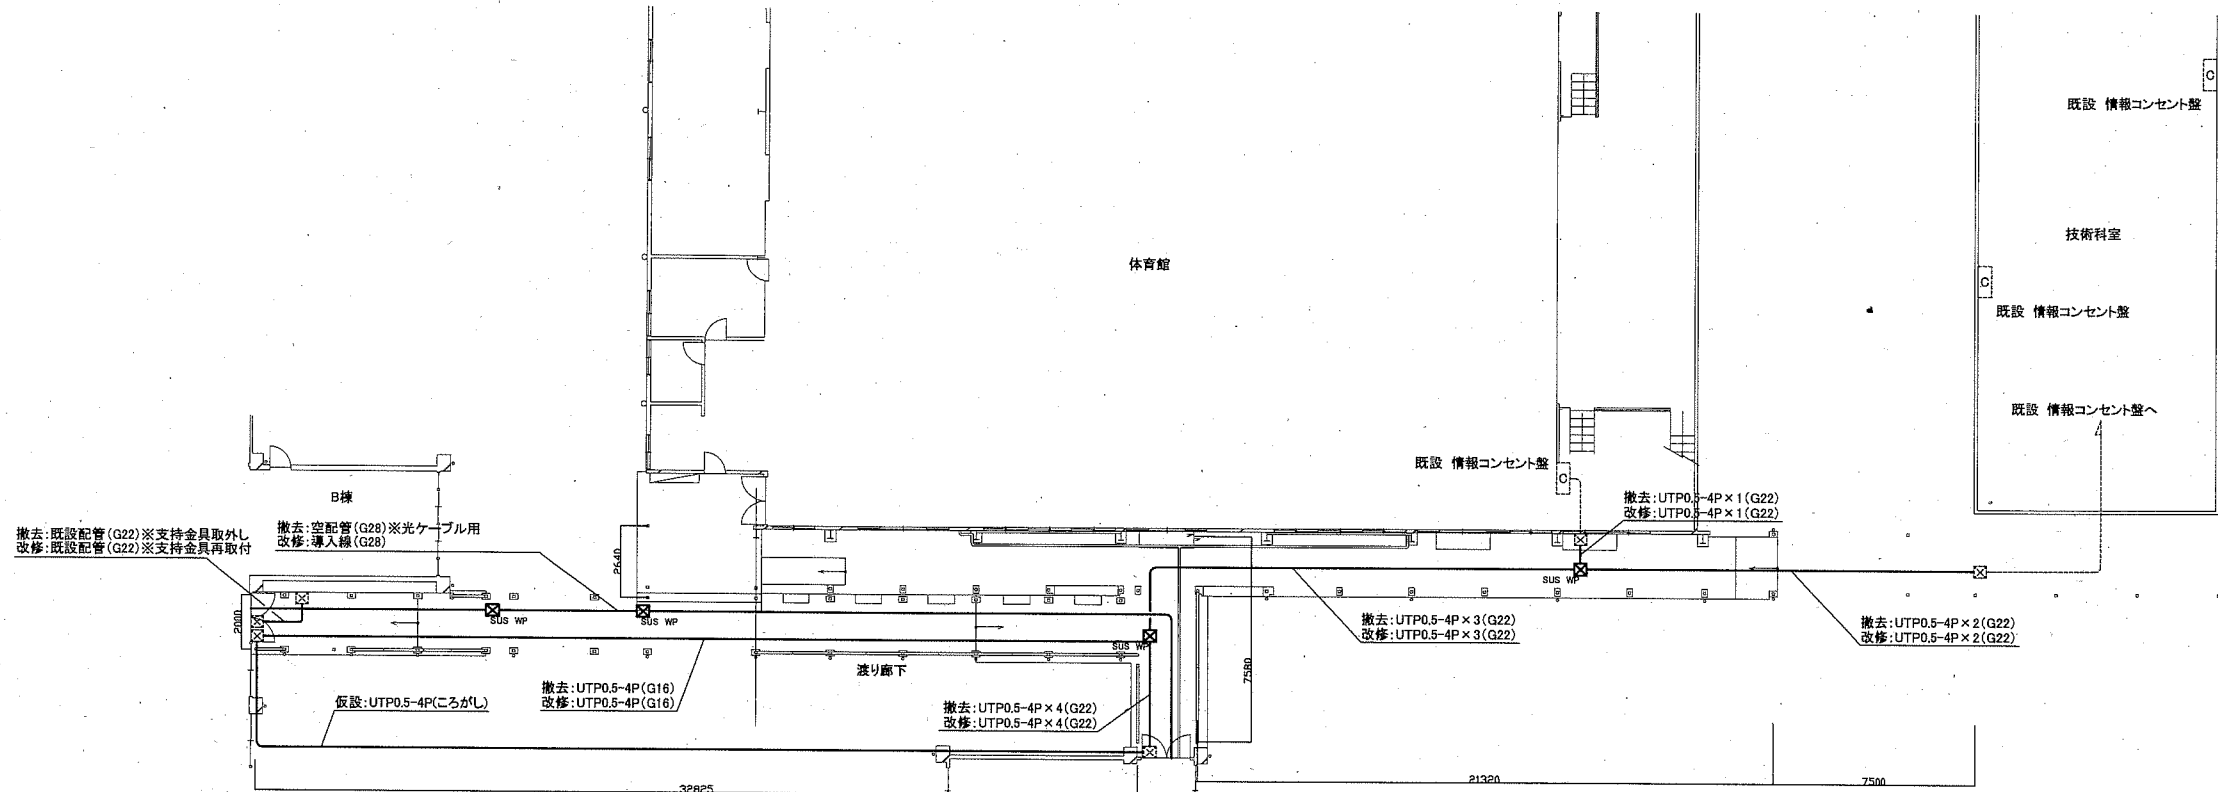 C
既設 情報コンセント盤
技術科室
体育館
C
既設 情報コンセント盤
既設 情報コンセント盤へ
既設 情報コンセント盤
C
B棟
撤去:UTP0.5-4P×1(G22)
改修:UTP0.5-4P×1(G22)
撤去:既設配管(G22)※支持金具取外し
改修:既設配管(G22)※支持金具再取付
撤去:空配管(G28)※光ケーブル用
改修:導入線(G28)
2640
SUS WP
2000
SUS WP
SUS WP
撤去:UTP0.5-4P×3(G22)
改修:UTP0.5-4P×3(G22)
撤去:UTP0.5-4P×2(G22)
改修:UTP0.5-4P×2(G22)
SUS WP
渡り廊下
7580
仮設:UTP0.5-4P(ころがし)
撤去:UTP0.5-4P(G16)
改修:UTP0.5-4P(G16)
撤去:UTP0.5-4P×4(G22)
改修:UTP0.5-4P×4(G22)
32825
21320
7500